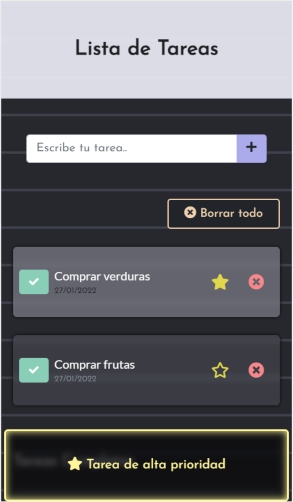 Lista de Tareas
Escribe tu tarea..
Borrar todo
Comprar verduras
27/01/2022
Comprar frutas
27/01/2022
Tarea de alta prioridad